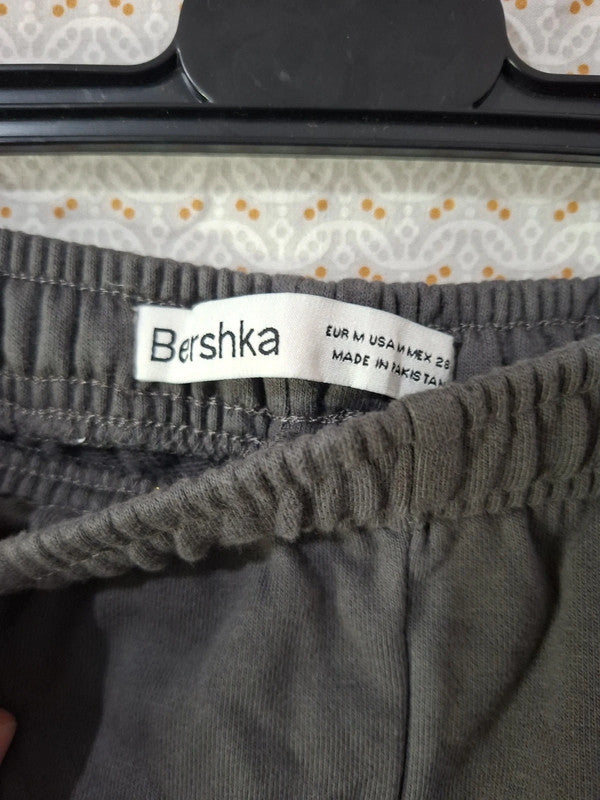 Bershka
EUR M USA M MEX 28
MADE IN PAKISTAN